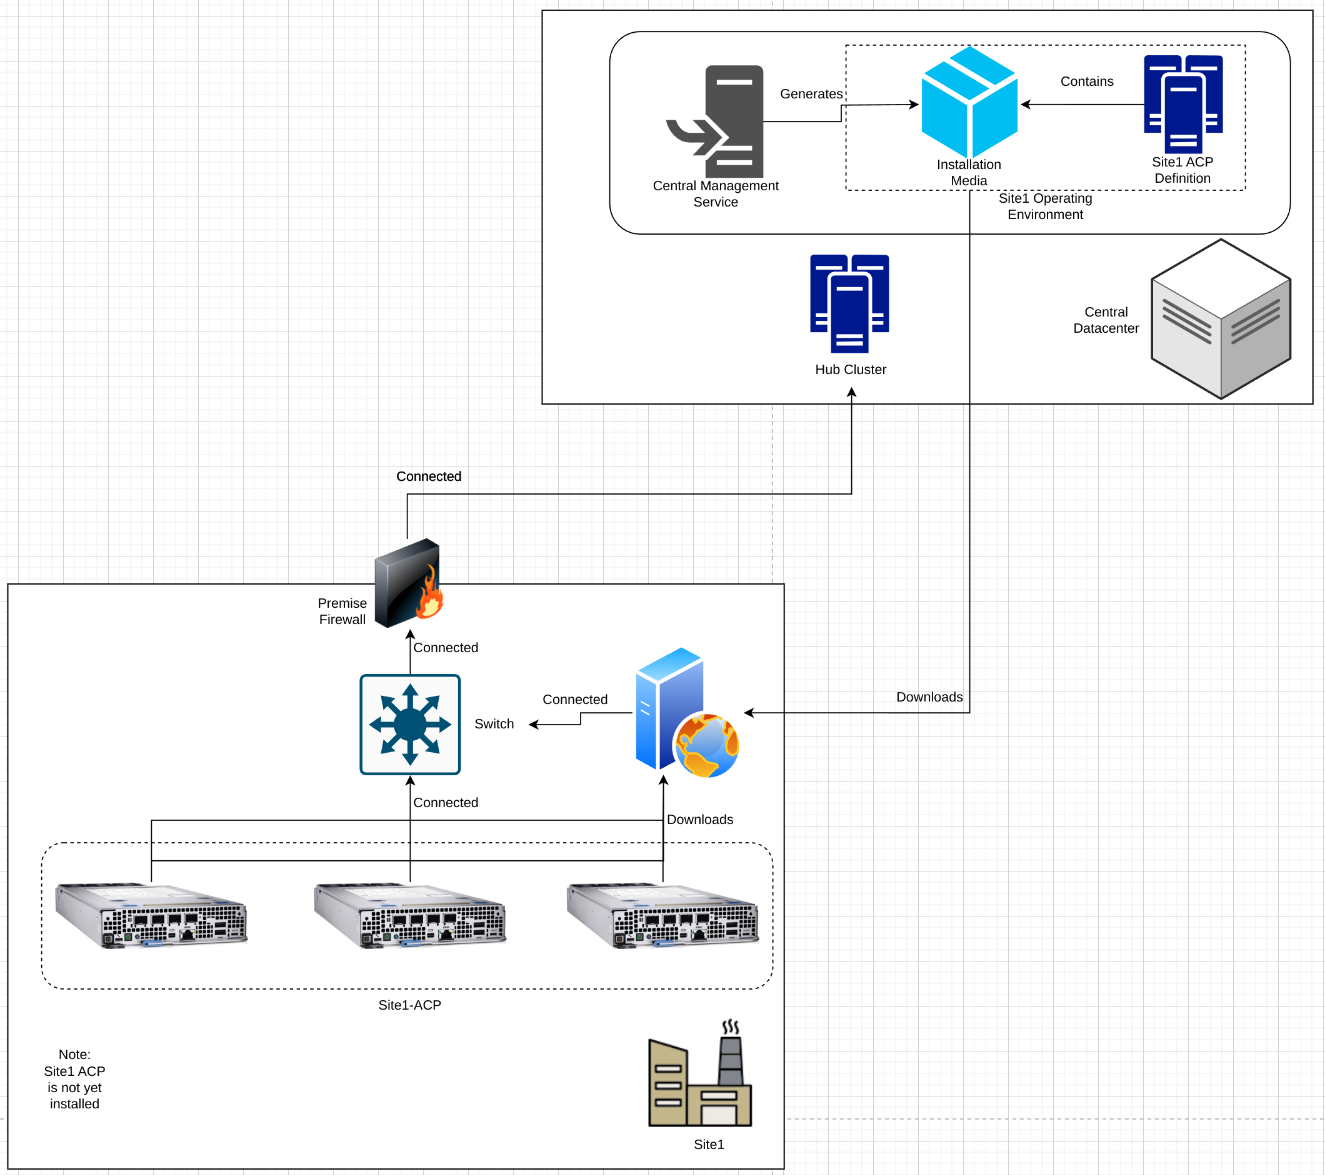 Generates
Contains
Installation
Media
Site1 ACP
Definition
Central Management
Service
Site1 Operating
Environment
Central
Datacenter
Hub Cluster
Connected
Premise
Firewall
Connected
Connected
Switch
Downloads
Connected
Downloads
Site1-ACP
Note:
Site1 ACP
is not yet
installed
Site1